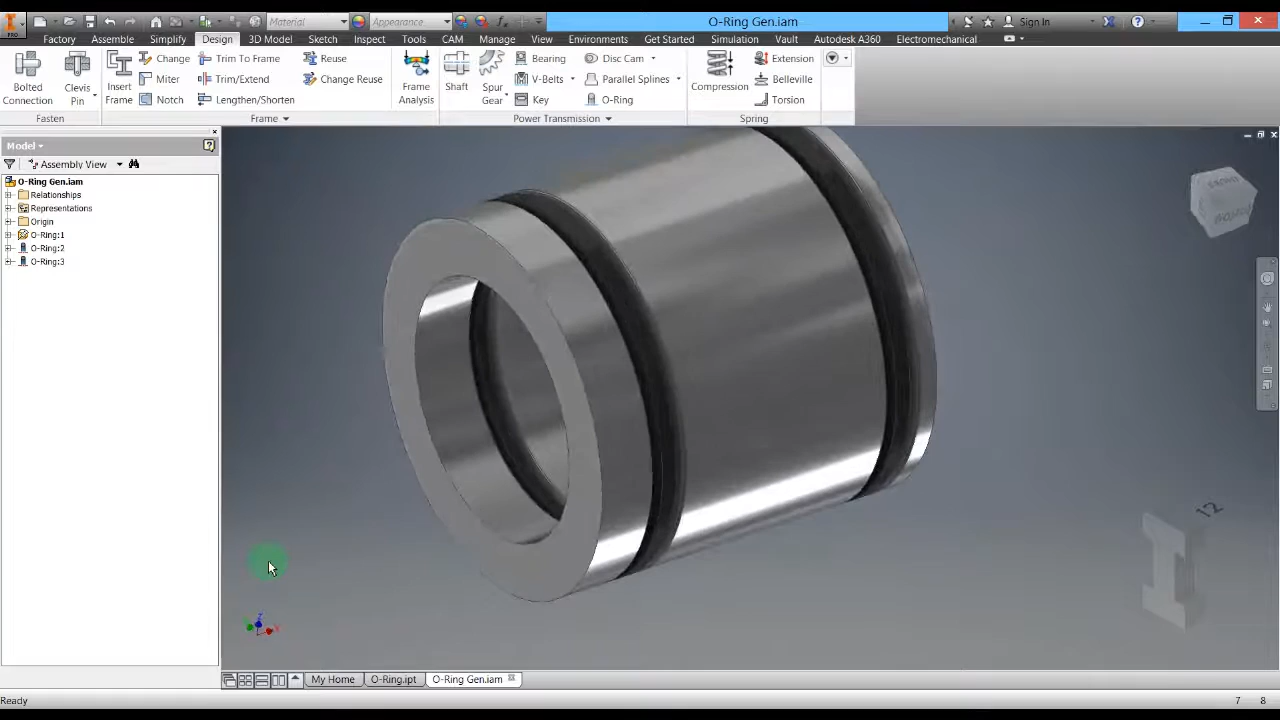 PRO Material Appearance O-Ring Gen.iam Sign In
Factory Assemble Simplify Design 3D Model Sketch Inspect Tools CAM Manage View Environments Get Started Simulation Vault Autodesk A360 Electromechanical
Bolted Connection
Clevis Pin
Fasten
Insert Frame
Change
Miter
Notch
Trim To Frame
Trim/Extend
Lengthen/Shorten
Reuse
Change Reuse
Frame Analysis
Frame
Shaft
Spur Gear
Bearing
V-Belts
Key
Disc Cam
Parallel Splines
O-Ring
Power Transmission
Compression
Extension
Belleville
Torsion
Spring
Model
Assembly View
O-Ring Gen.iam
Relationships
Representations
Origin
O-Ring:1
O-Ring:2
O-Ring:3
12
My Home O-Ring.ipt O-Ring Gen.iam
Ready 7 8